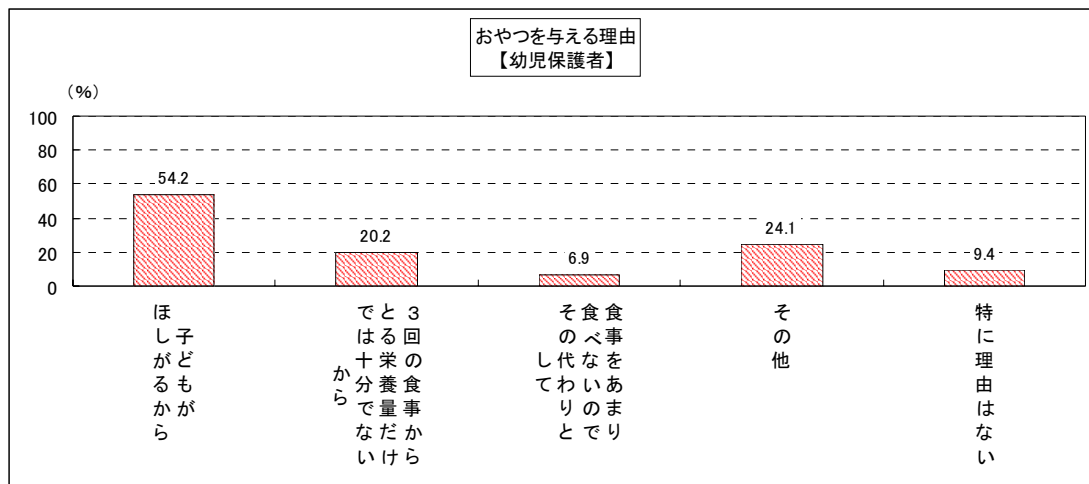 おやつを与える理由
【幼児保護者】
(%)
100
80
60
40
20
0
54.2
20.2
6.9
24.1
9.4
子どもが
ほしがるから
３回の食事から
とる栄養量だけ
では十分でない
から
食事をあまり
食べないので
その代わりと
して
その他
特に理由はない